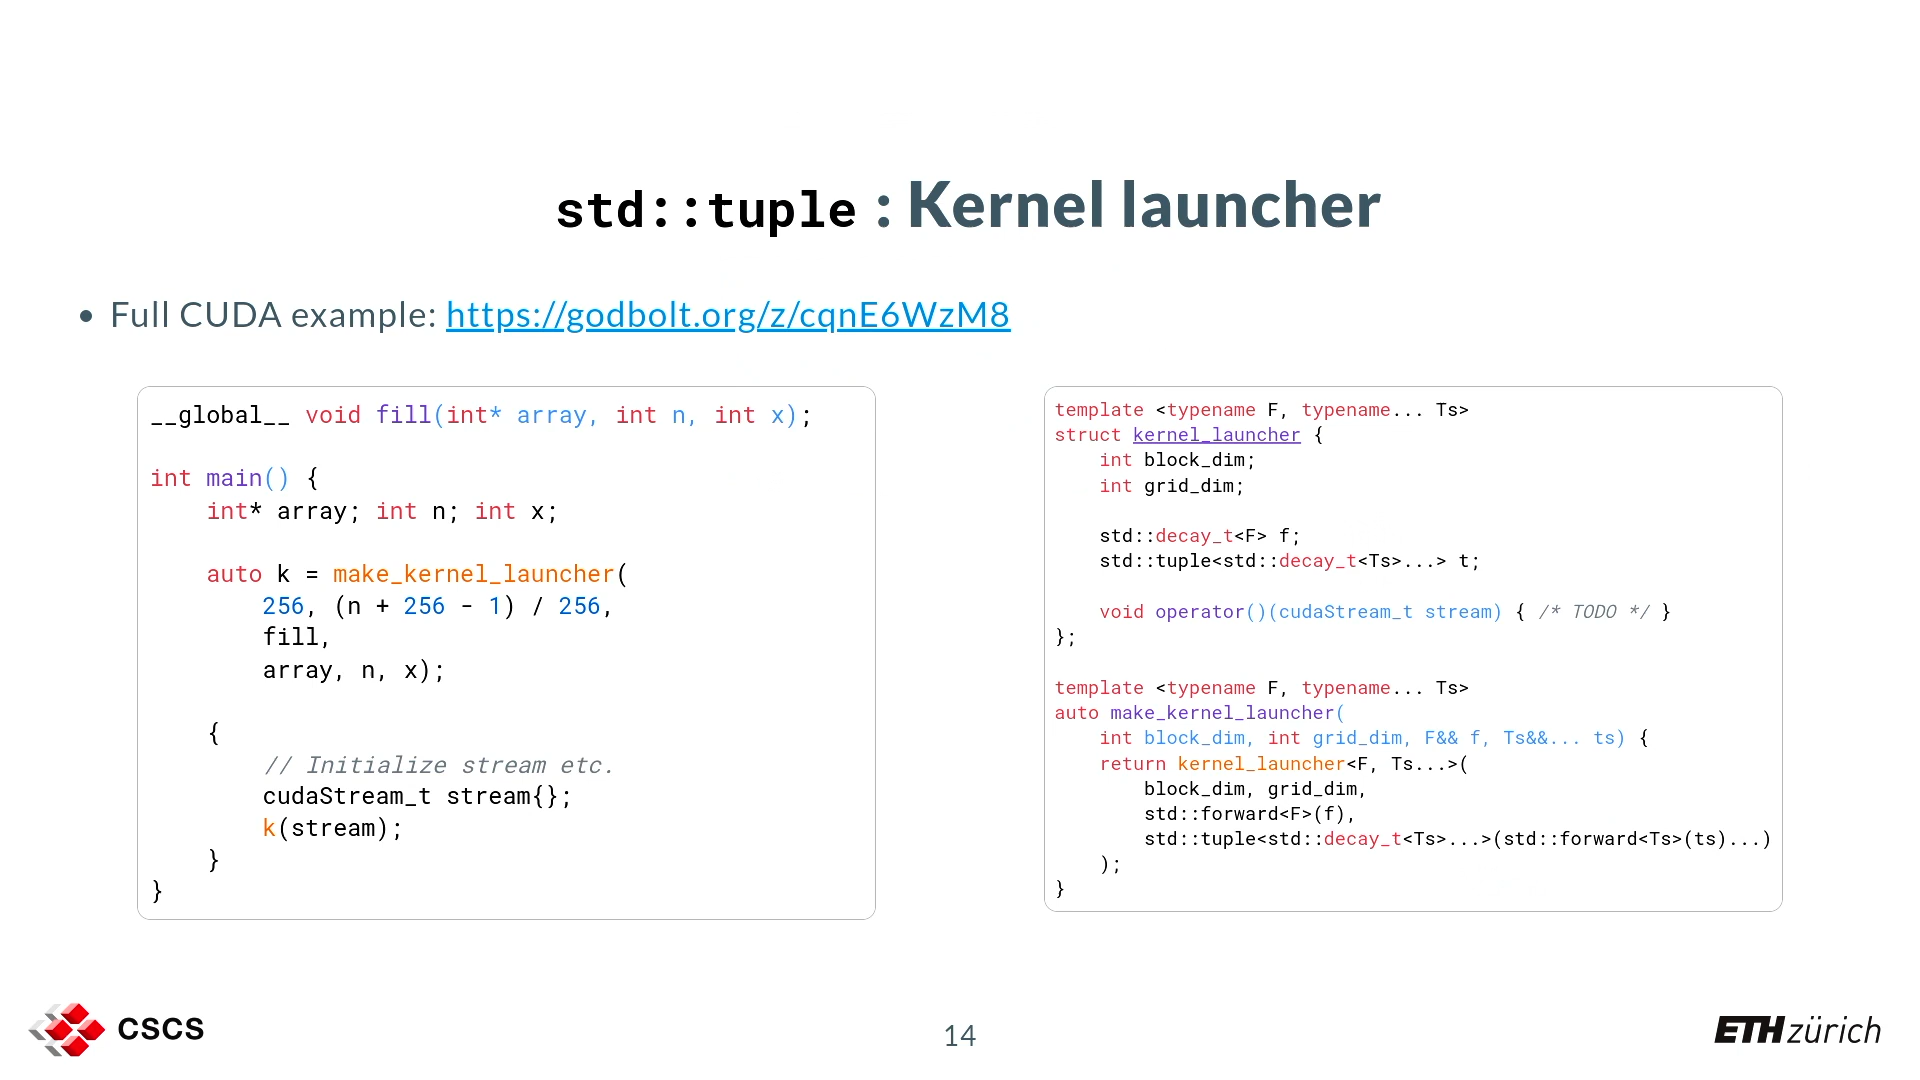 std::tuple : Kernel launcher
• Full CUDA example: https://godbolt.org/z/cqnE6WzM8
__global__ void fill(int* array, int n, int x);

int main() {
    int* array; int n; int x;

    auto k = make_kernel_launcher(
        256, (n + 256 - 1) / 256,
        fill,
        array, n, x);

    {
        // Initialize stream etc.
        cudaStream_t stream{};
        k(stream);
    }
}
template <typename F, typename... Ts>
struct kernel_launcher {
    int block_dim;
    int grid_dim;

    std::decay_t<F> f;
    std::tuple<std::decay_t<Ts>...> t;

    void operator()(cudaStream_t stream) { /* TODO */ }
};

template <typename F, typename... Ts>
auto make_kernel_launcher(
    int block_dim, int grid_dim, F&& f, Ts&&... ts) {
    return kernel_launcher<F, Ts...>(
        block_dim, grid_dim,
        std::forward<F>(f),
        std::tuple<std::decay_t<Ts>...>(std::forward<Ts>(ts)...)
    );
}
CSCS
14
ETH zürich